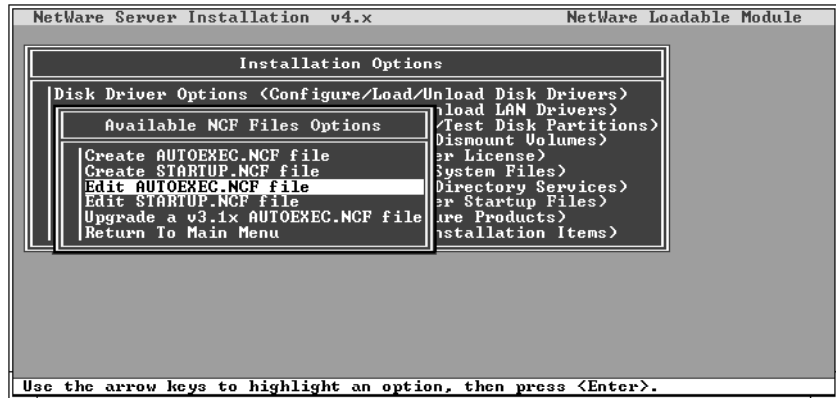 NetWare Server Installation v4.x NetWare Loadable Module
Installation Options
Disk Driver Options (Configure/Load/Unload Disk Drivers)
nload LAN Drivers)
/Test Disk Partitions)
Dismount Volumes)
er License)
System Files)
Directory Services)
er Startup Files)
ure Products)
nstallation Items)
Available NCF Files Options
Create AUTOEXEC.NCF file
Create STARTUP.NCF file
Edit AUTOEXEC.NCF file
Edit STARTUP.NCF file
Upgrade a v3.1x AUTOEXEC.NCF file
Return To Main Menu
Use the arrow keys to highlight an option, then press <Enter>.